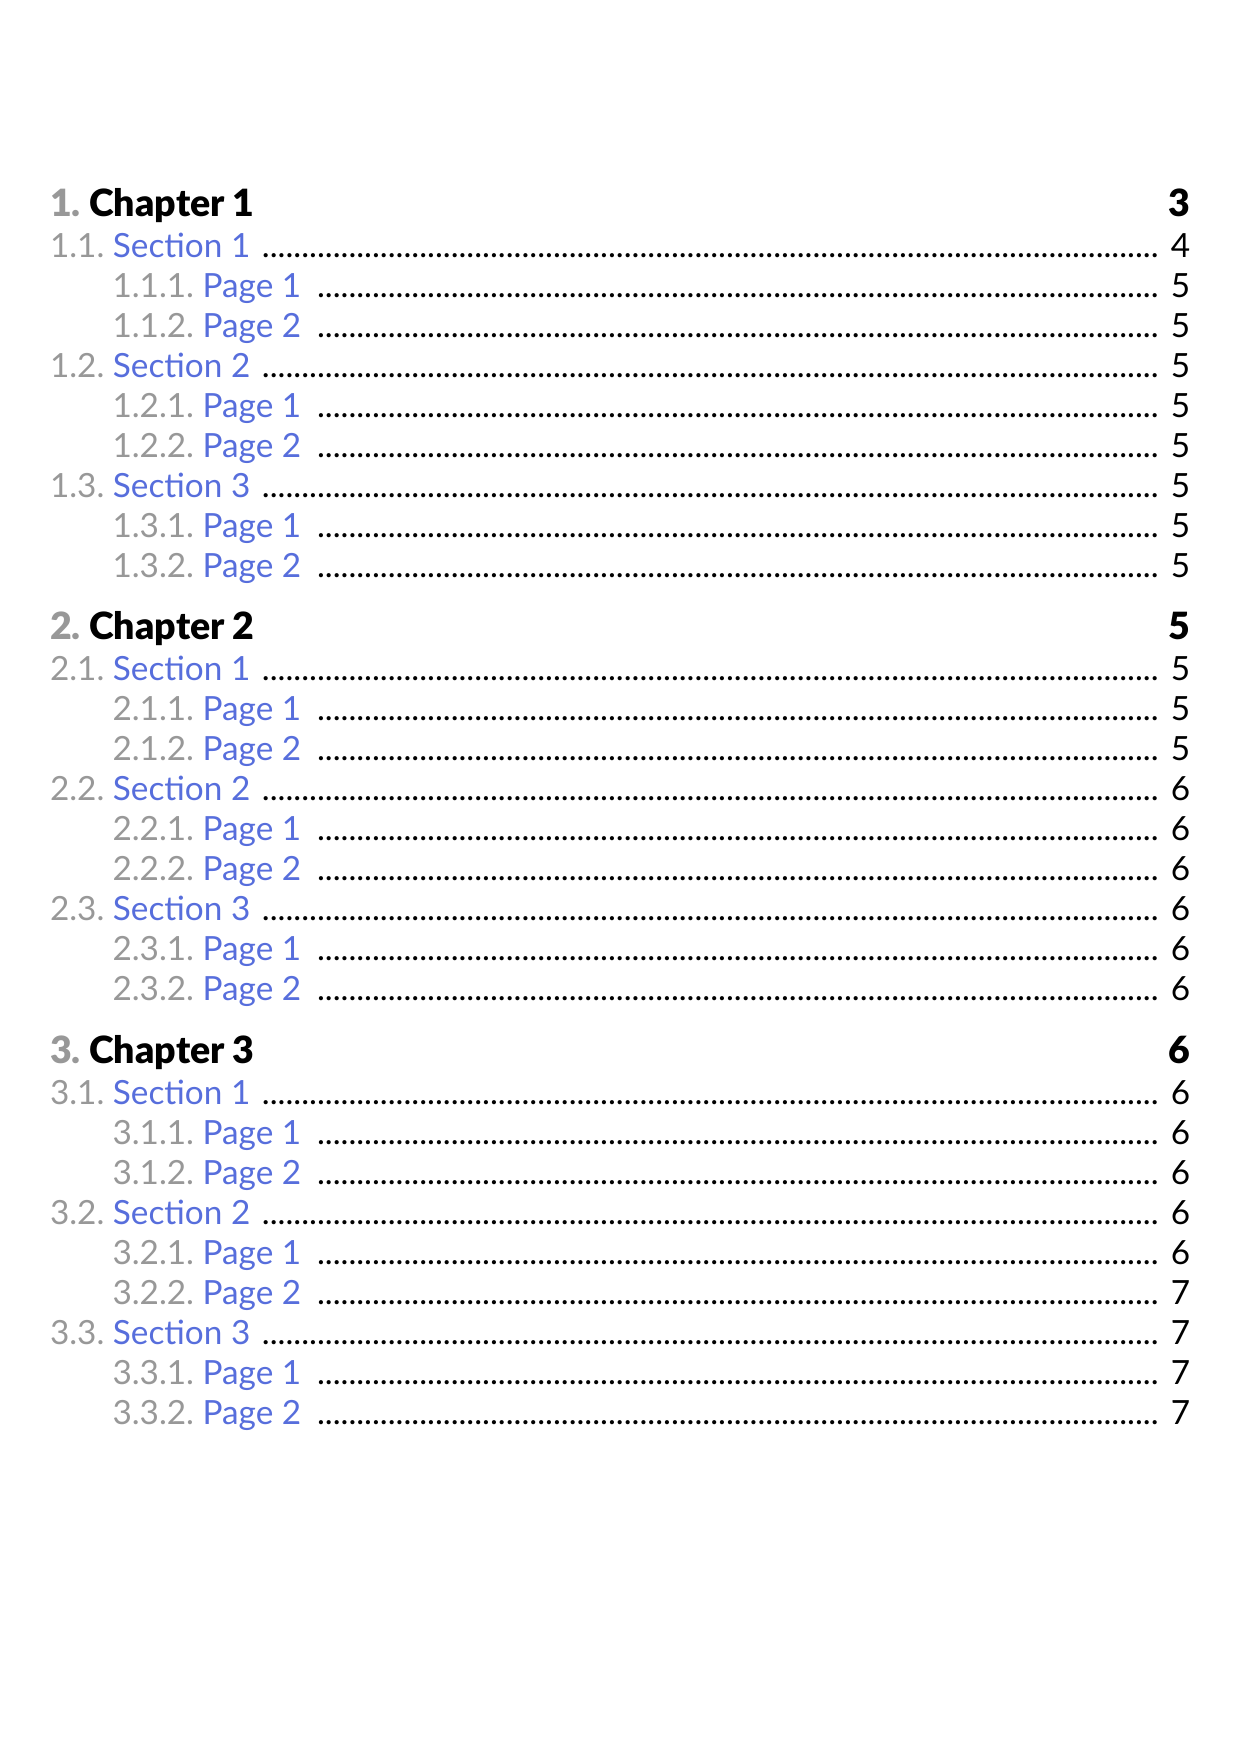 1. Chapter 1 3
1.1. Section 1 ........................................ 4
1.1.1. Page 1 ........................................ 5
1.1.2. Page 2 ........................................ 5
1.2. Section 2 ........................................ 5
1.2.1. Page 1 ........................................ 5
1.2.2. Page 2 ........................................ 5
1.3. Section 3 ........................................ 5
1.3.1. Page 1 ........................................ 5
1.3.2. Page 2 ........................................ 5
2. Chapter 2 5
2.1. Section 1 ........................................ 5
2.1.1. Page 1 ........................................ 5
2.1.2. Page 2 ........................................ 5
2.2. Section 2 ........................................ 6
2.2.1. Page 1 ........................................ 6
2.2.2. Page 2 ........................................ 6
2.3. Section 3 ........................................ 6
2.3.1. Page 1 ........................................ 6
2.3.2. Page 2 ........................................ 6
3. Chapter 3 6
3.1. Section 1 ........................................ 6
3.1.1. Page 1 ........................................ 6
3.1.2. Page 2 ........................................ 6
3.2. Section 2 ........................................ 6
3.2.1. Page 1 ........................................ 6
3.2.2. Page 2 ........................................ 7
3.3. Section 3 ........................................ 7
3.3.1. Page 1 ........................................ 7
3.3.2. Page 2 ........................................ 7